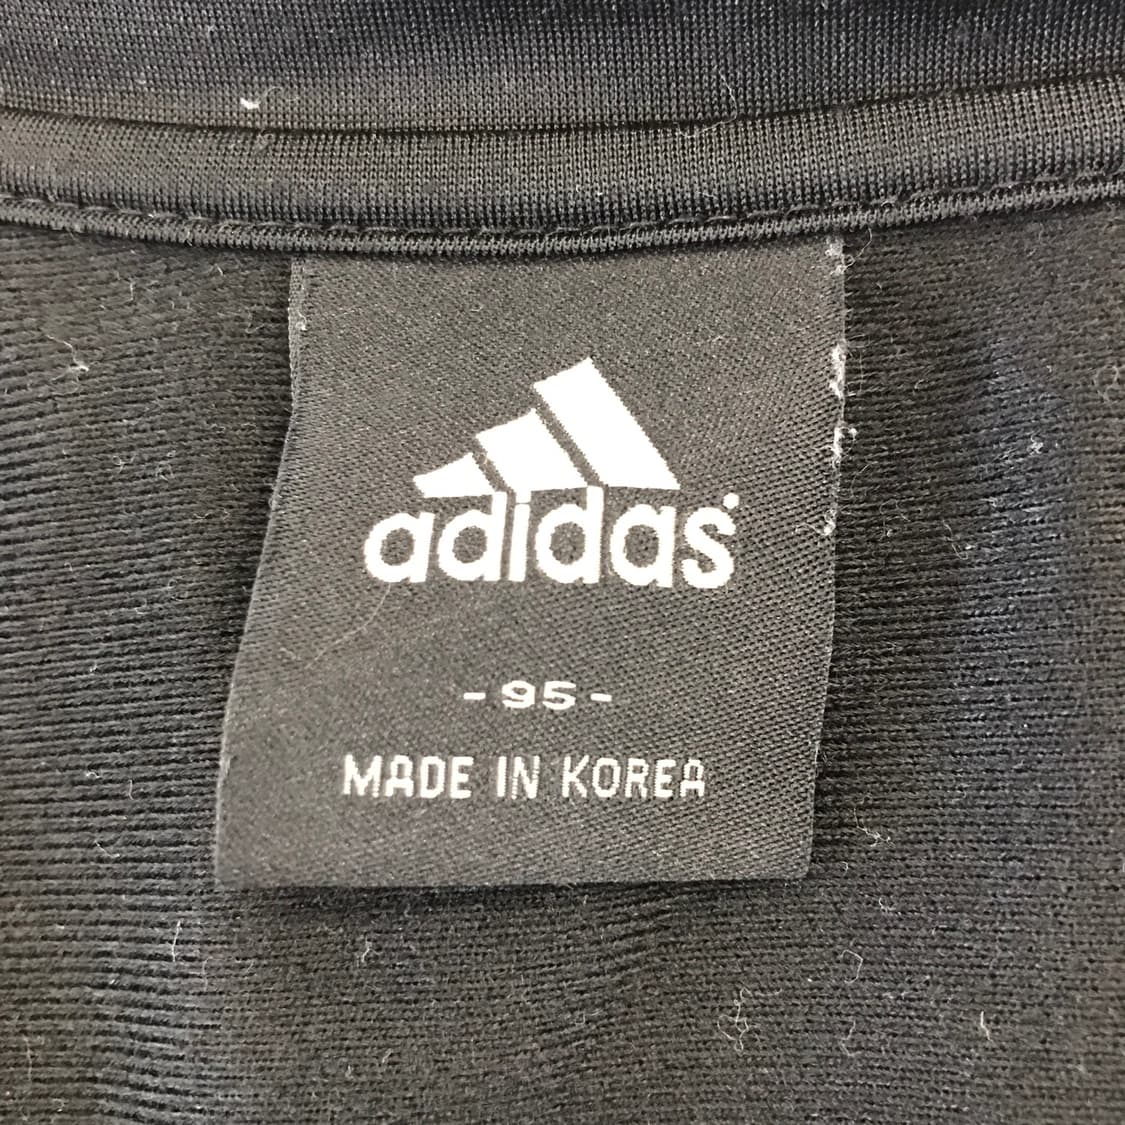 adidas
- 95 -
MADE IN KOREA